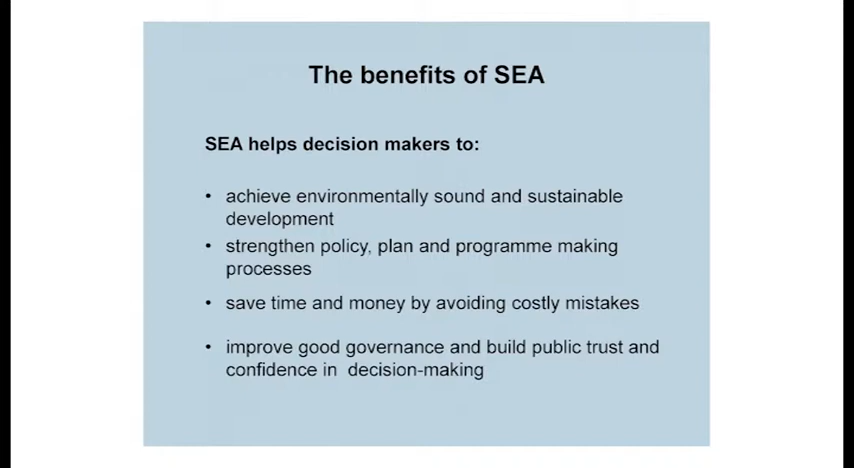 The benefits of SEA
SEA helps decision makers to:
• achieve environmentally sound and sustainable
development
• strengthen policy, plan and programme making
processes
• save time and money by avoiding costly mistakes
• improve good governance and build public trust and
confidence in  decision-making